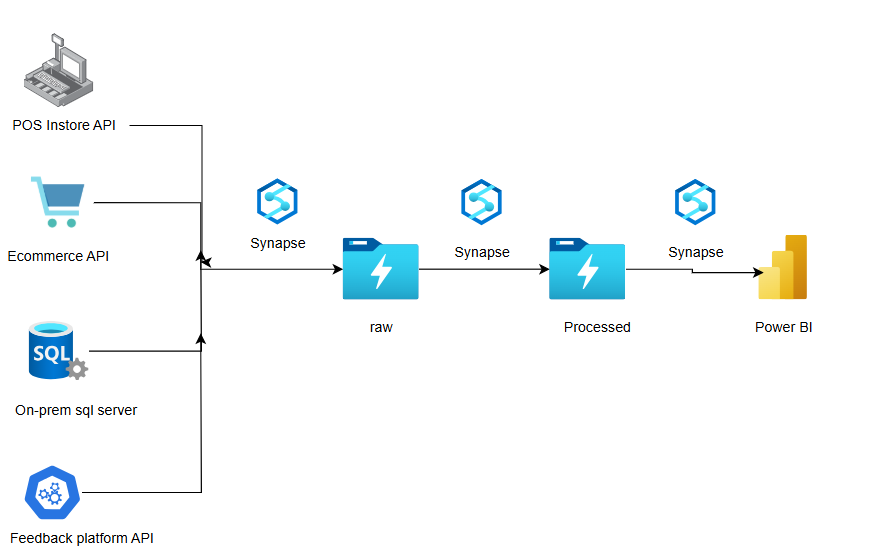 POS Instore API
Ecommerce API
SQL
On-prem sql server
Feedback platform API
Synapse
raw
Synapse
Processed
Synapse
Power BI